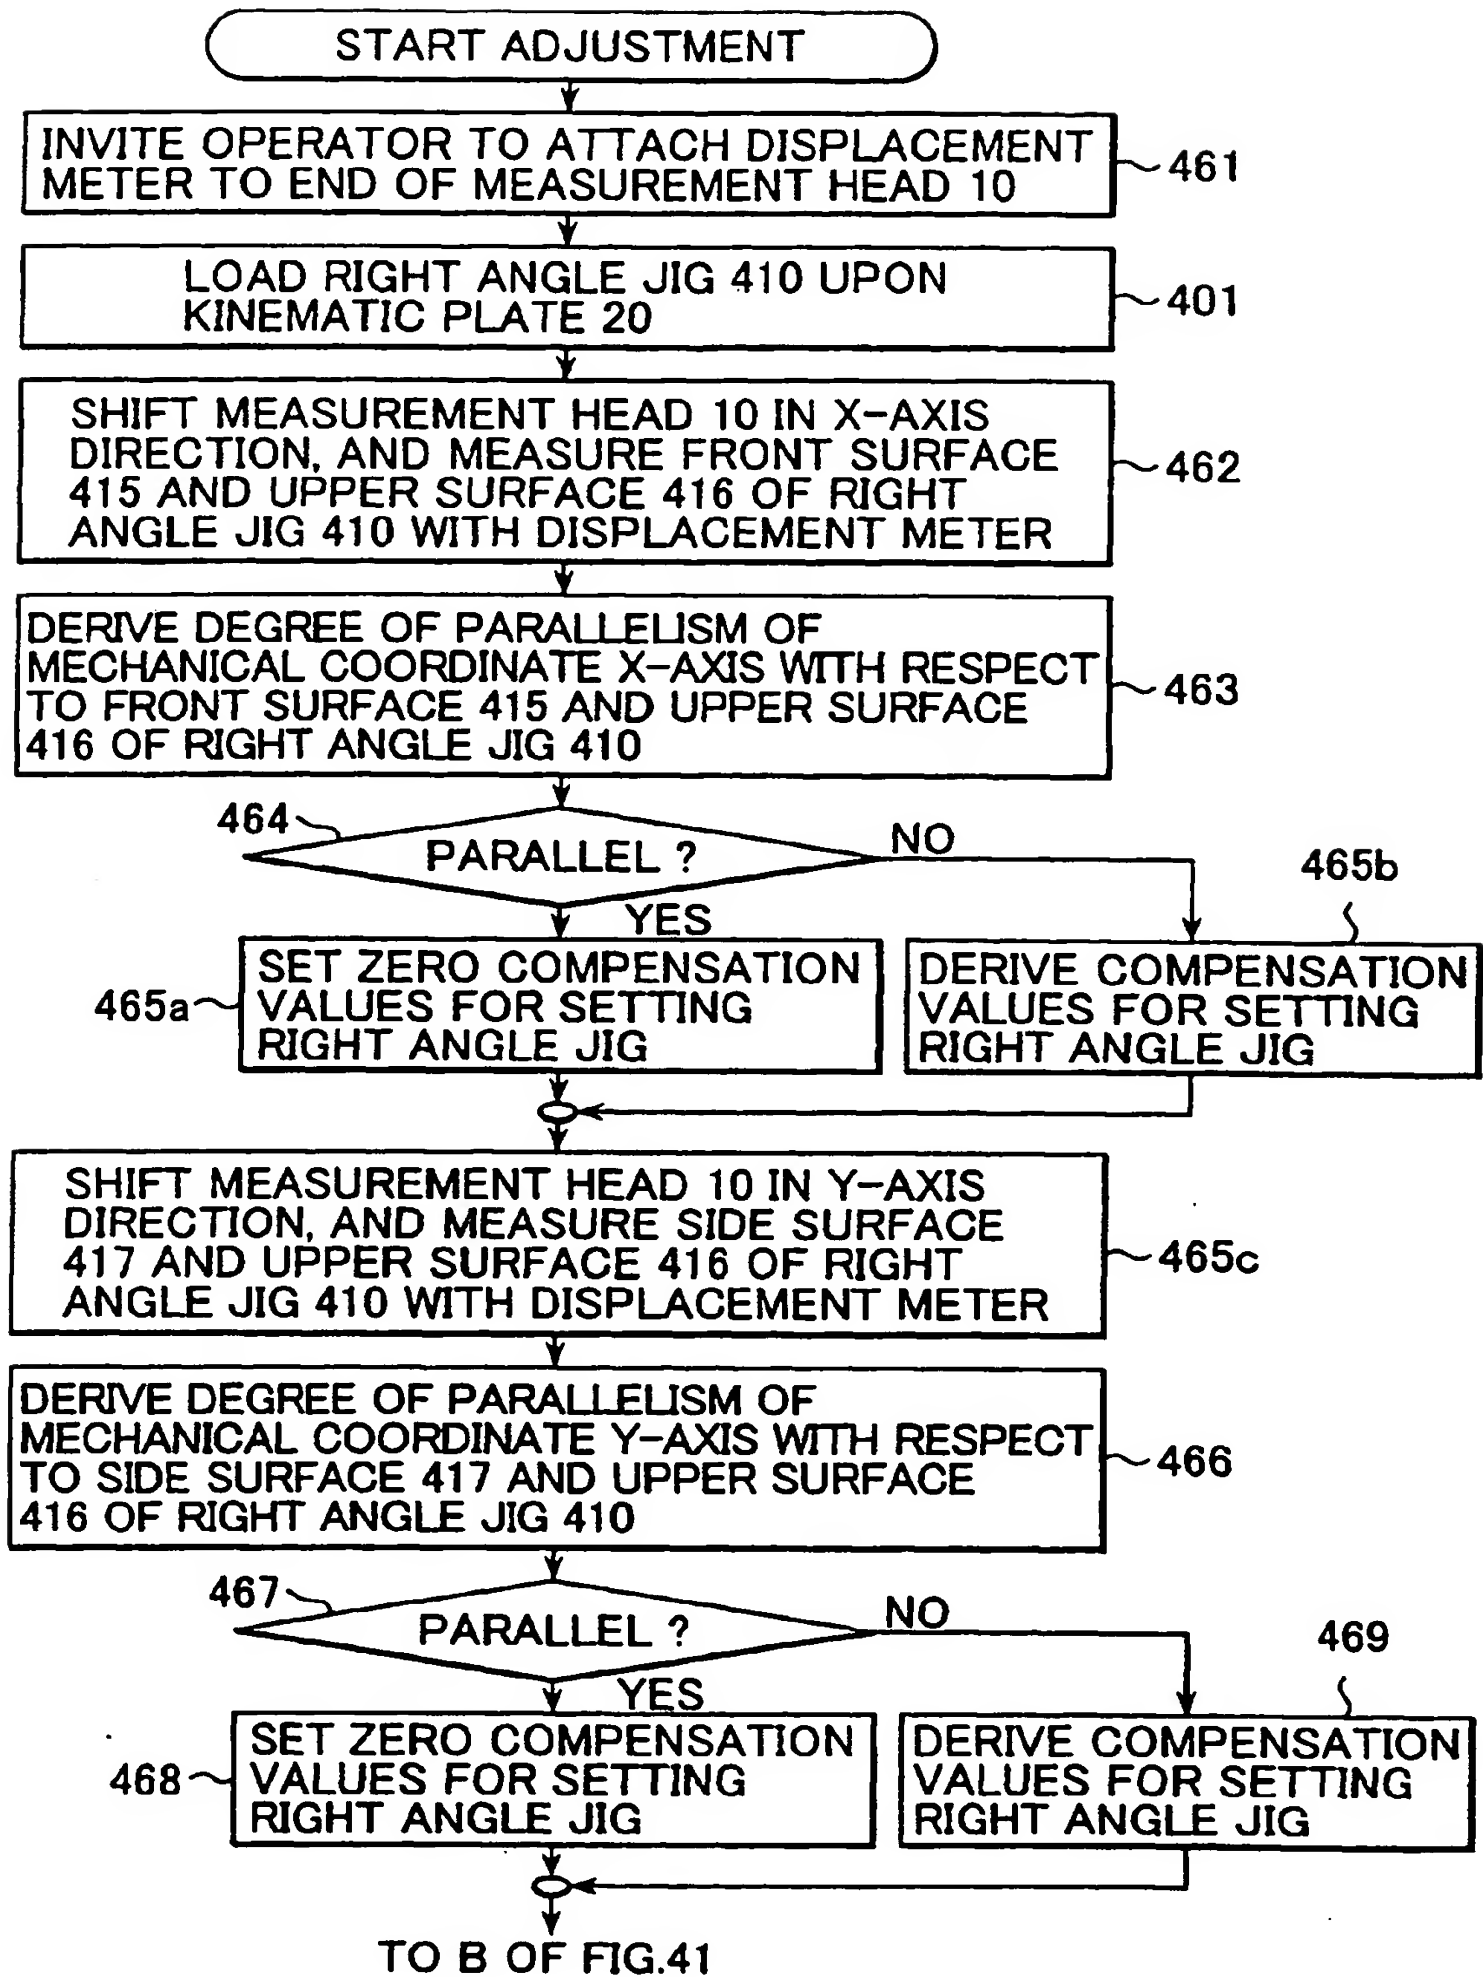 START ADJUSTMENT
INVITE OPERATOR TO ATTACH DISPLACEMENT
METER TO END OF MEASUREMENT HEAD 10
461
LOAD RIGHT ANGLE JIG 410 UPON
KINEMATIC PLATE 20
401
SHIFT MEASUREMENT HEAD 10 IN X-AXIS
DIRECTION, AND MEASURE FRONT SURFACE
415 AND UPPER SURFACE 416 OF RIGHT
ANGLE JIG 410 WITH DISPLACEMENT METER
462
DERIVE DEGREE OF PARALLELISM OF
MECHANICAL COORDINATE X-AXIS WITH RESPECT
TO FRONT SURFACE 415 AND UPPER SURFACE
416 OF RIGHT ANGLE JIG 410
463
464
PARALLEL ?
NO
YES
465b
SET ZERO COMPENSATION
VALUES FOR SETTING
RIGHT ANGLE JIG
465a
DERIVE COMPENSATION
VALUES FOR SETTING
RIGHT ANGLE JIG
SHIFT MEASUREMENT HEAD 10 IN Y-AXIS
DIRECTION, AND MEASURE SIDE SURFACE
417 AND UPPER SURFACE 416 OF RIGHT
ANGLE JIG 410 WITH DISPLACEMENT METER
465c
DERIVE DEGREE OF PARALLELISM OF
MECHANICAL COORDINATE Y-AXIS WITH RESPECT
TO SIDE SURFACE 417 AND UPPER SURFACE
416 OF RIGHT ANGLE JIG 410
466
467
PARALLEL ?
NO
YES
469
SET ZERO COMPENSATION
VALUES FOR SETTING
RIGHT ANGLE JIG
468
DERIVE COMPENSATION
VALUES FOR SETTING
RIGHT ANGLE JIG
TO B OF FIG.41